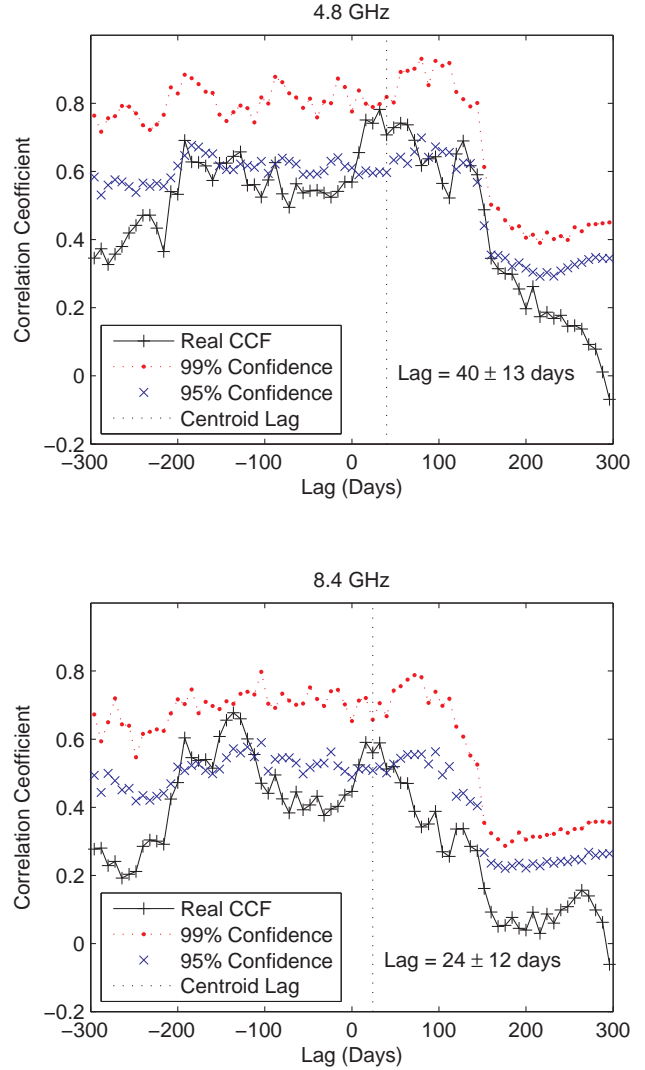 4.8 GHz
0.8
0.6
0.4
0.2
0
−0.2
Correlation Ceofficient
Real CCF
99% Confidence
95% Confidence
Centroid Lag
Lag = 40 ± 13 days
−300 −200 −100 0 100 200 300
Lag (Days)
8.4 GHz
0.8
0.6
0.4
0.2
0
−0.2
Correlation Ceofficient
Real CCF
99% Confidence
95% Confidence
Centroid Lag
Lag = 24 ± 12 days
−300 −200 −100 0 100 200 300
Lag (Days)